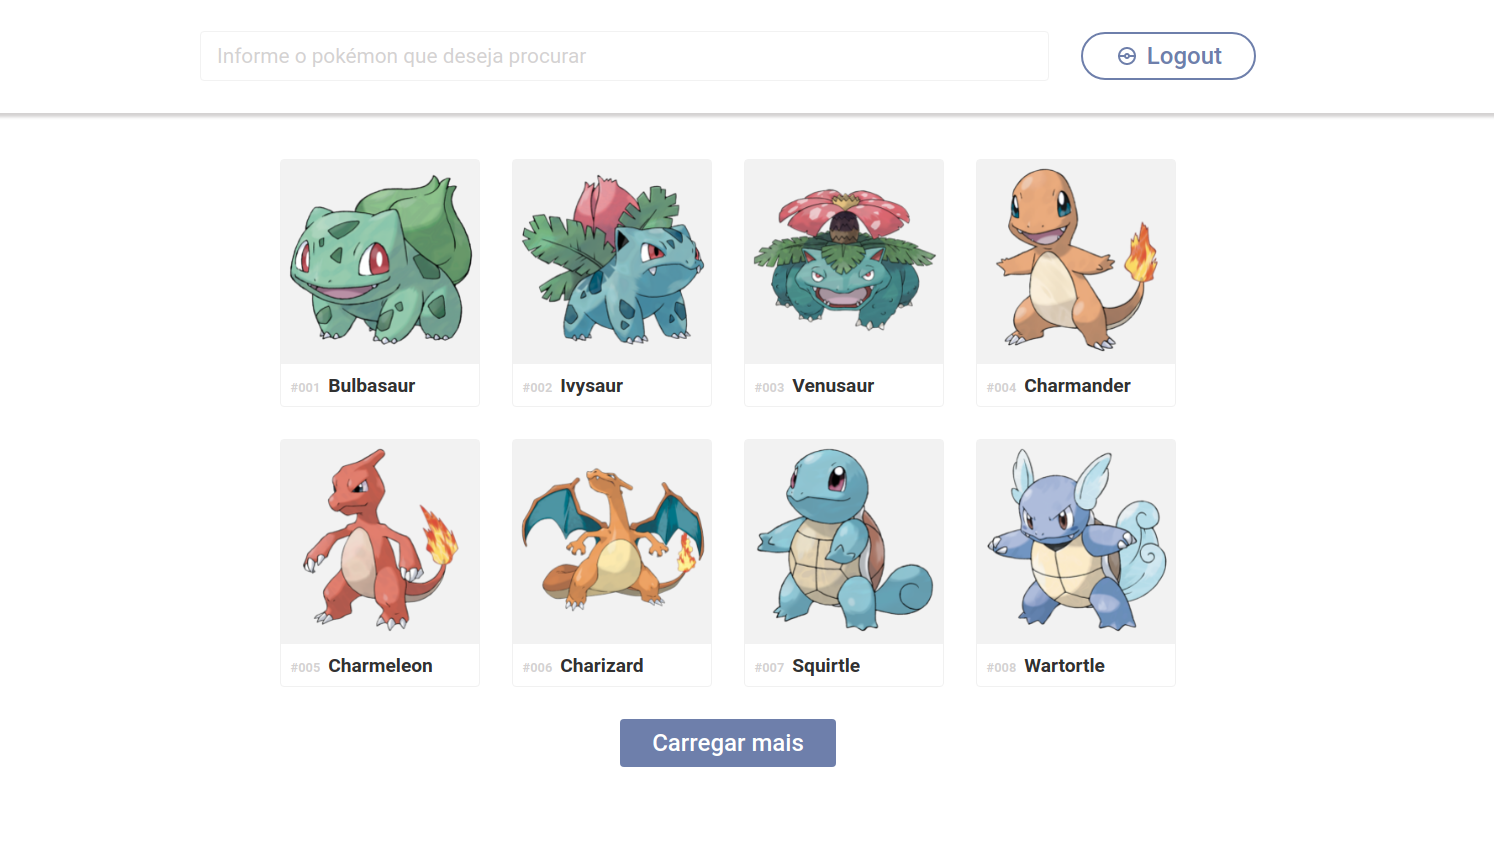 Informe o pokémon que deseja procurar
Logout
#001 Bulbasaur
#002 Ivysaur
#003 Venusaur
#004 Charmander
#005 Charmeleon
#006 Charizard
#007 Squirtle
#008 Wartortle
Carregar mais